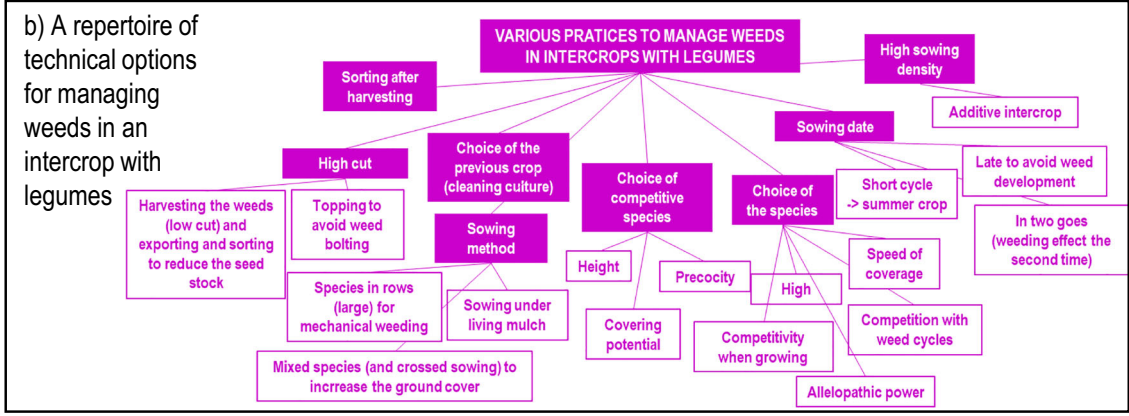 b) A repertoire of
technical options
for managing
weeds in an
intercrop with
legumes
VARIOUS PRATICES TO MANAGE WEEDS
IN INTERCROPS WITH LEGUMES
High sowing
density
Additive intercrop
Sorting after
harvesting
Sowing date
Late to avoid weed
development
Short cycle
-> summer crop
In two goes
(weeding effect the
second time)
High cut
Harvesting the weeds
(low cut) and
exporting and sorting
to reduce the seed
stock
Topping to
avoid weed
bolting
Choice of the
previous crop
(cleaning culture)
Sowing
method
Species in rows
(large) for
mechanical weeding
Sowing under
living mulch
Mixed species (and crossed sowing) to
increase the ground cover
Choice of
competitive
species
Height
Precocity
Covering
potential
Choice of
the species
Speed of
coverage
High
Competitivity
when growing
Competition with
weed cycles
Allelopathic power